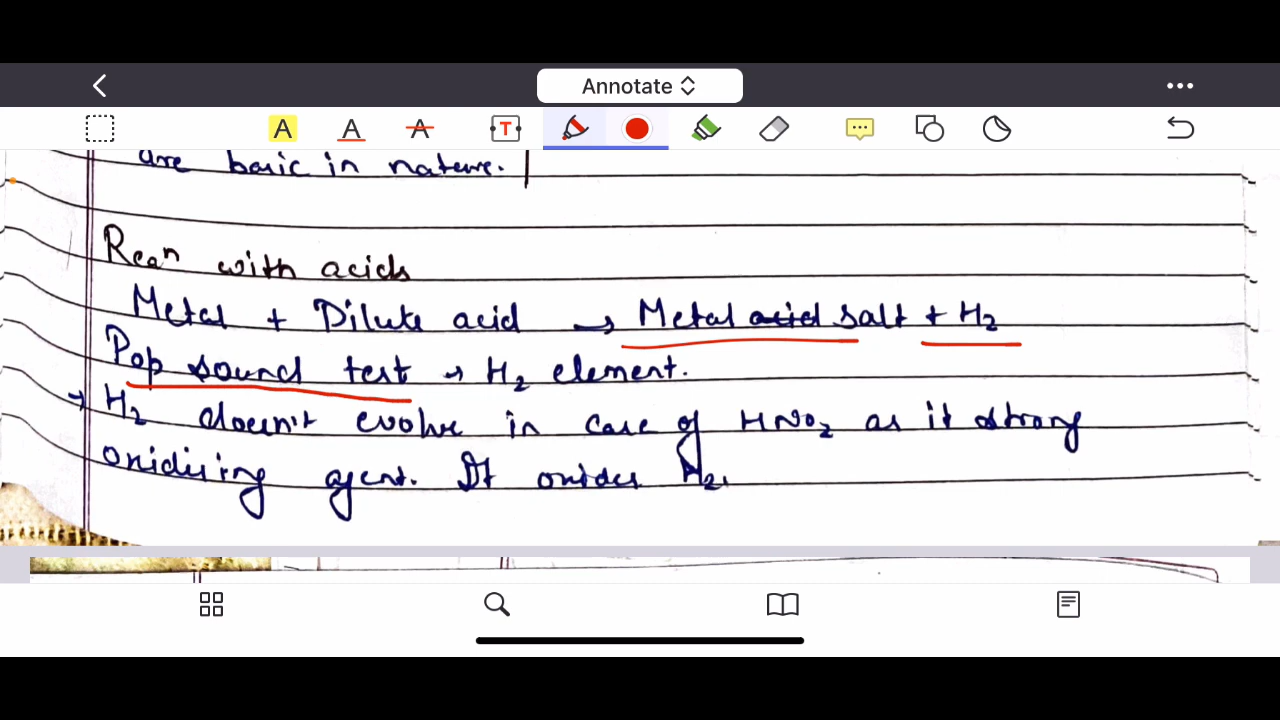 Annotate
A A A T
are basic in nature.
Reaⁿ with acids
Metal + Dilute acid → Metal acid salt + H₂
Pop sound test → H₂ element.
→ H₂ doesn't evolve in case of HNO₂ as it strong
oxidising agent. It oxides H₂.